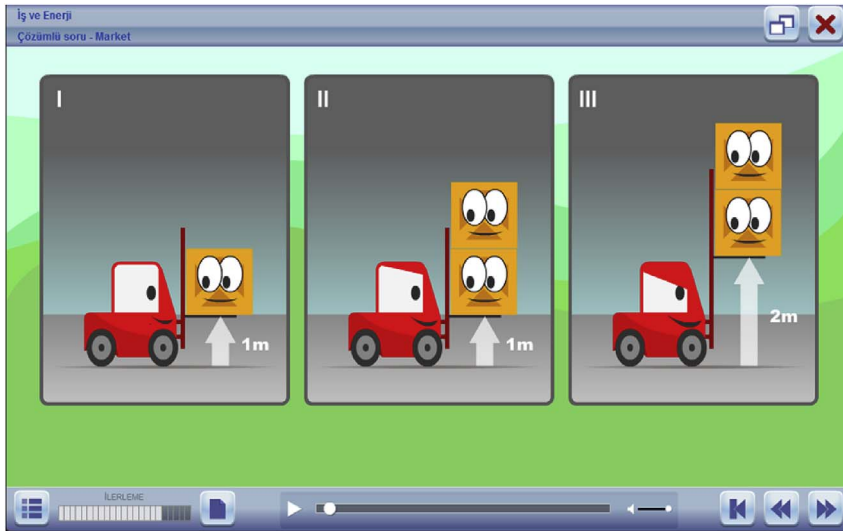 İş ve Enerji
Çözümlü soru - Market
I
II
III
1m
1m
2m
İLERLEME